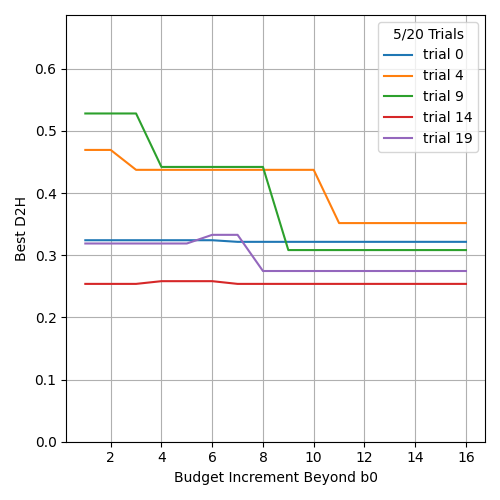 5/20 Trials
trial 0
trial 4
trial 9
trial 14
trial 19
Best D2H
0.6
0.5
0.4
0.3
0.2
0.1
0.0
2 4 6 8 10 12 14 16
Budget Increment Beyond b0